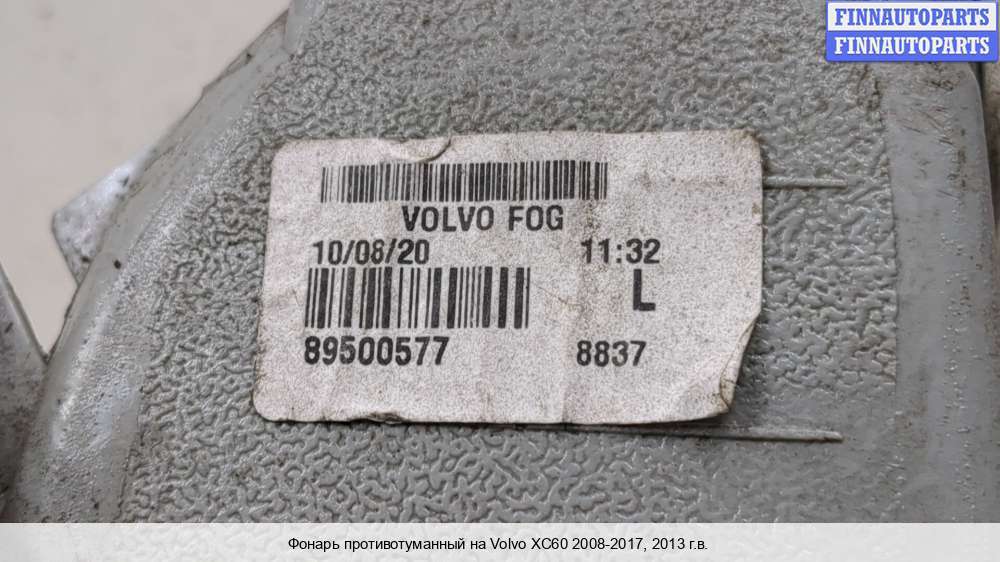 FINNAUTOPARTS
FINNAUTOPARTS
VOLVO FOG
10/08/20 11:32
L
89500577 8837
Фонарь противотуманный на Volvo XC60 2008-2017, 2013 г.в.